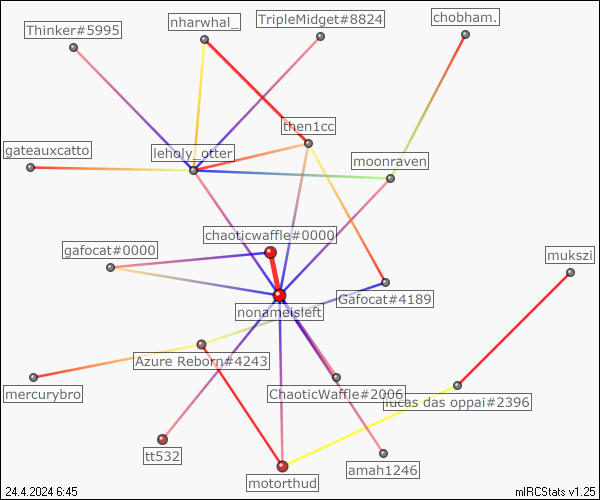 Thinker#5995
nharwhal_
TripleMidget#8824
chobham.
then1cc
gateauxcatto
leholy_otter
moonraven
chaoticwaffle#0000
gafocat#0000
mukszi
Gafocat#4189
nonameisleft
Azure Reborn#4243
mercurybro
ChaoticWaffle#2006
lucas das oppai#2396
tt532
amah1246
motorthud
24.4.2024 6:45
mIRCStats v1.25